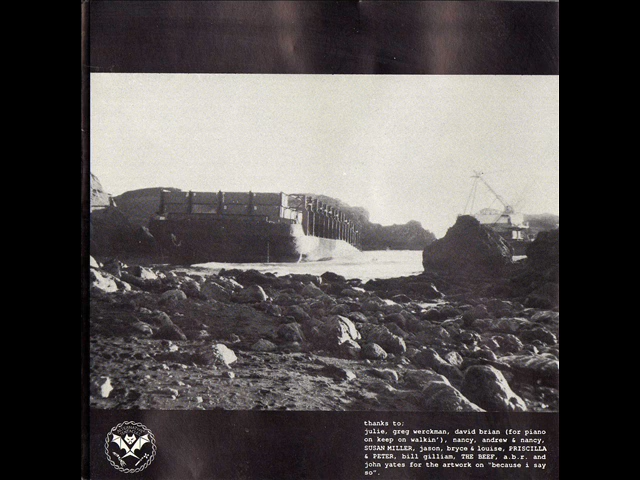 thanks to;
julie, greg werckman, david brian (for piano
on keep on walkin'), nancy, andrew & nancy,
SUSAN MILLER, jason, bryce & louise, PRISCILLA
& PETER, bill gilliam, THE BEEF, a.b.r. and
john yates for the artwork on "because i say
so".